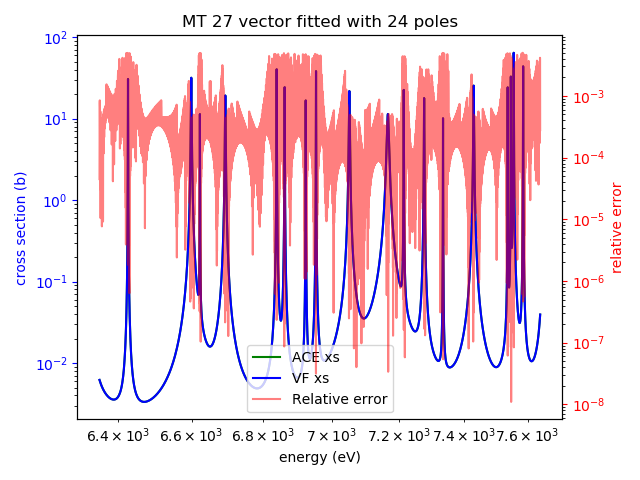 MT 27 vector fitted with 24 poles
10²
10¹
10⁰
10⁻¹
10⁻²
cross section (b)
10⁻³
10⁻⁴
10⁻⁵
10⁻⁶
10⁻⁷
10⁻⁸
relative error
ACE xs
VF xs
Relative error
6.4 × 10³ 6.6 × 10³ 6.8 × 10³ 7 × 10³ 7.2 × 10³ 7.4 × 10³ 7.6 × 10³
energy (eV)